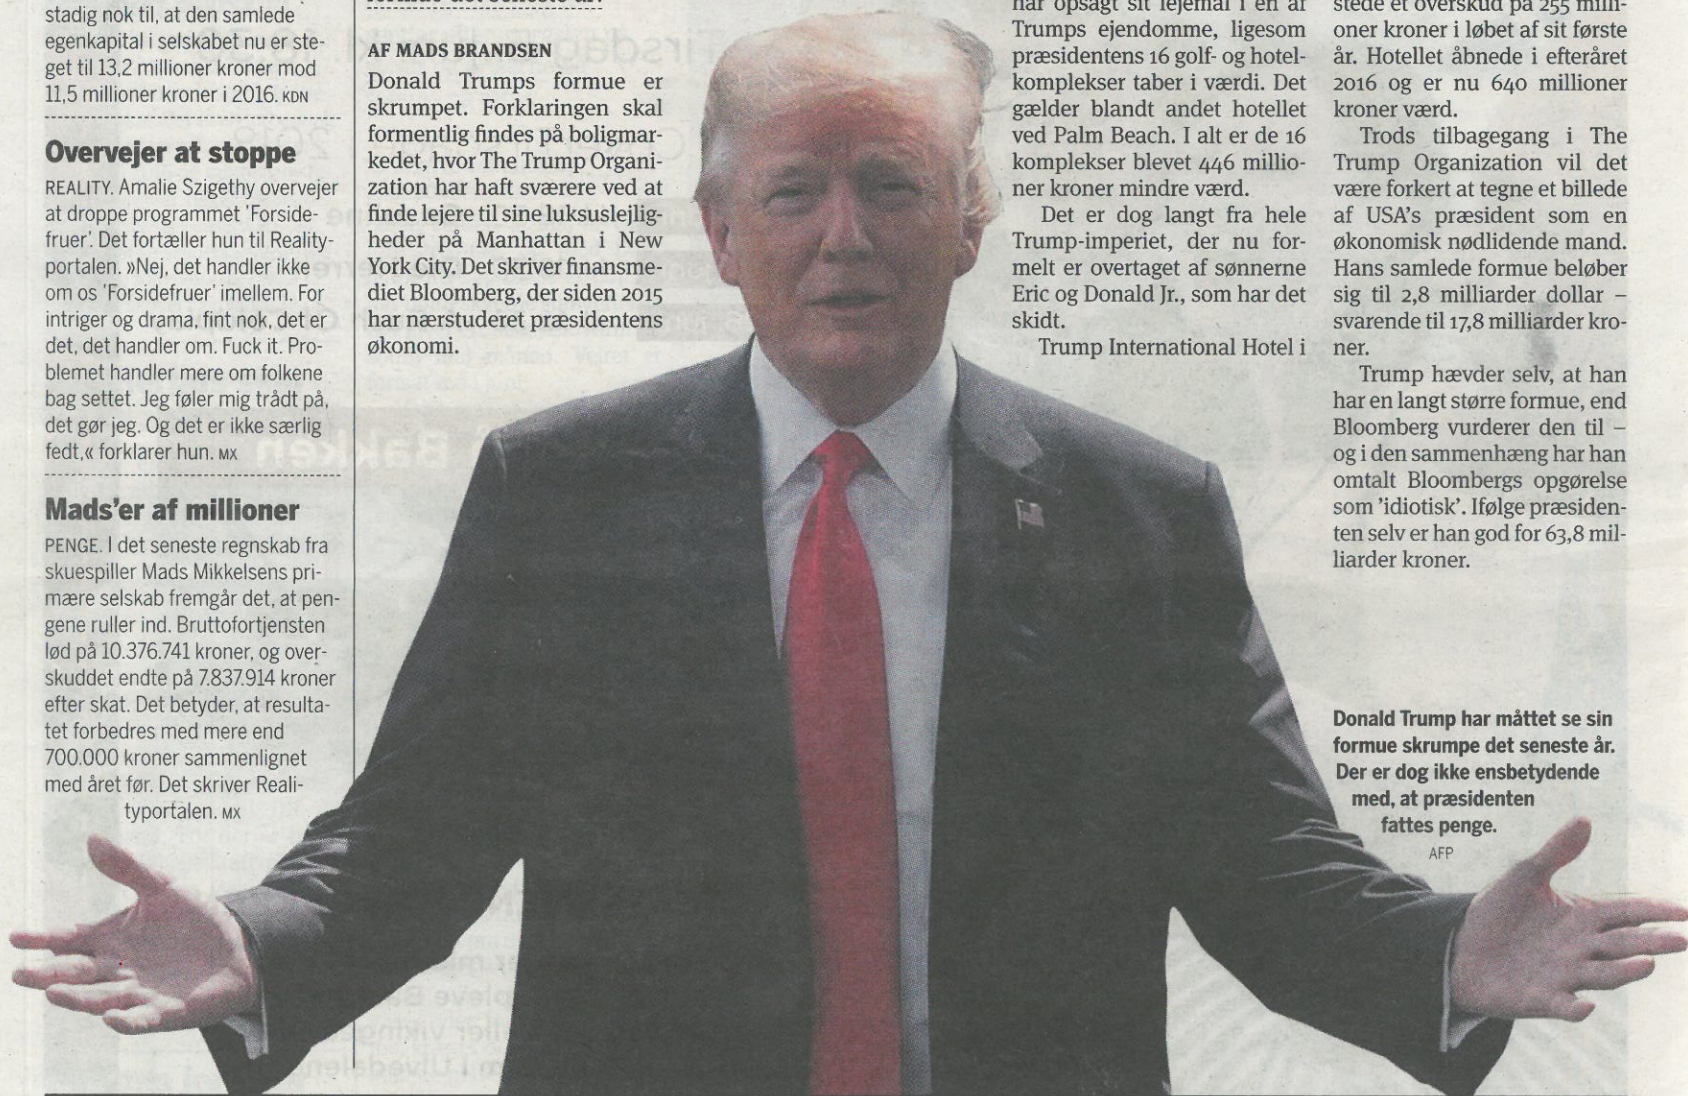 stadig nok til, at den samlede
egenkapital i selskabet nu er ste-
get til 13,2 millioner kroner mod
11,5 millioner kroner i 2016. KDN
Overvejer at stoppe
REALITY. Amalie Szigethy overvejer
at droppe programmet 'Forside-
fruer'. Det fortæller hun til Reality-
portalen. »Nej, det handler ikke
om os 'Forsidefruer' imellem. For
intriger og drama, fint nok, det er
det, det handler om. Fuck it. Pro-
blemet handler mere om folkene
bag settet. Jeg føler mig trådt på,
det gør jeg. Og det er ikke særlig
fedt,« forklarer hun. MX
Mads'er af millioner
PENGE. I det seneste regnskab fra
skuespiller Mads Mikkelsens pri-
mære selskab fremgår det, at pen-
gene ruller ind. Bruttofortjensten
lød på 10.376.741 kroner, og over-
skuddet endte på 7.837.914 kroner
efter skat. Det betyder, at resulta-
tet forbedres med mere end
700.000 kroner sammenlignet
med året før. Det skriver Reali-
typortalen. MX
AF MADS BRANDSEN
Donald Trumps formue er
skrumpet. Forklaringen skal
formentlig findes på boligmar-
kedet, hvor The Trump Organi-
zation har haft sværere ved at
finde lejere til sine luksuslejlig-
heder på Manhattan i New
York City. Det skriver finansme-
diet Bloomberg, der siden 2015
har nærstuderet præsidentens
økonomi.
har opsagt sit lejemål i en af
Trumps ejendomme, ligesom
præsidentens 16 golf- og hotel-
komplekser taber i værdi. Det
gælder blandt andet hotellet
ved Palm Beach. I alt er de 16
komplekser blevet 446 millio-
ner kroner mindre værd.
Det er dog langt fra hele
Trump-imperiet, der nu for-
melt er overtaget af sønnerne
Eric og Donald Jr., som har det
skidt.
Trump International Hotel i
stede et overskud på 255 milli-
oner kroner i løbet af sit første
år. Hotellet åbnede i efteråret
2016 og er nu 640 millioner
kroner værd.
Trods tilbagegang i The
Trump Organization vil det
være forkert at tegne et billede
af USA's præsident som en
økonomisk nødlidende mand.
Hans samlede formue beløber
sig til 2,8 milliarder dollar –
svarende til 17,8 milliarder kro-
ner.
Trump hævder selv, at han
har en langt større formue, end
Bloomberg vurderer den til –
og i den sammenhæng har han
omtalt Bloombergs opgørelse
som 'idiotisk'. Ifølge præsiden-
ten selv er han god for 63,8 mil-
liarder kroner.
Donald Trump har måttet se sin
formue skrumpe det seneste år.
Der er dog ikke ensbetydende
med, at præsidenten
fattes penge.
AFP